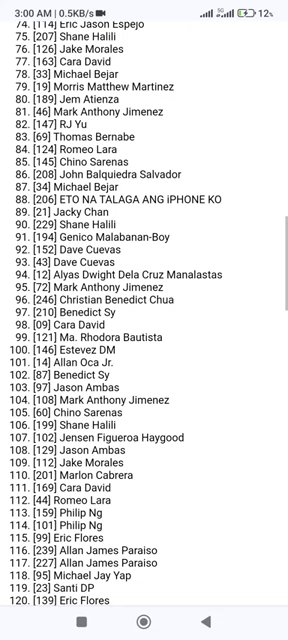 3:00 AM | 0.5KB/s
5G
12%
74. [114] Eric Jason Espejo
75. [207] Shane Halili
76. [126] Jake Morales
77. [163] Cara David
78. [33] Michael Bejar
79. [19] Morris Matthew Martinez
80. [189] Jem Atienza
81. [46] Mark Anthony Jimenez
82. [147] RJ Yu
83. [69] Thomas Bernabe
84. [124] Romeo Lara
85. [145] Chino Sarenas
86. [208] John Balquiedra Salvador
87. [34] Michael Bejar
88. [206] ETO NA TALAGA ANG iPHONE KO
89. [21] Jacky Chan
90. [229] Shane Halili
91. [194] Genico Malabanan-Boy
92. [152] Dave Cuevas
93. [43] Dave Cuevas
94. [12] Alyas Dwight Dela Cruz Manalastas
95. [72] Mark Anthony Jimenez
96. [246] Christian Benedict Chua
97. [210] Benedict Sy
98. [09] Cara David
99. [121] Ma. Rhodora Bautista
100. [146] Estevez DM
101. [14] Allan Oca Jr.
102. [87] Benedict Sy
103. [97] Jason Ambas
104. [108] Mark Anthony Jimenez
105. [60] Chino Sarenas
106. [199] Shane Halili
107. [102] Jensen Figueroa Haygood
108. [129] Jason Ambas
109. [112] Jake Morales
110. [201] Marlon Cabrera
111. [169] Cara David
112. [44] Romeo Lara
113. [159] Philip Ng
114. [101] Philip Ng
115. [99] Eric Flores
116. [239] Allan James Paraiso
117. [227] Allan James Paraiso
118. [95] Michael Jay Yap
119. [23] Santi DP
120. [139] Eric Flores